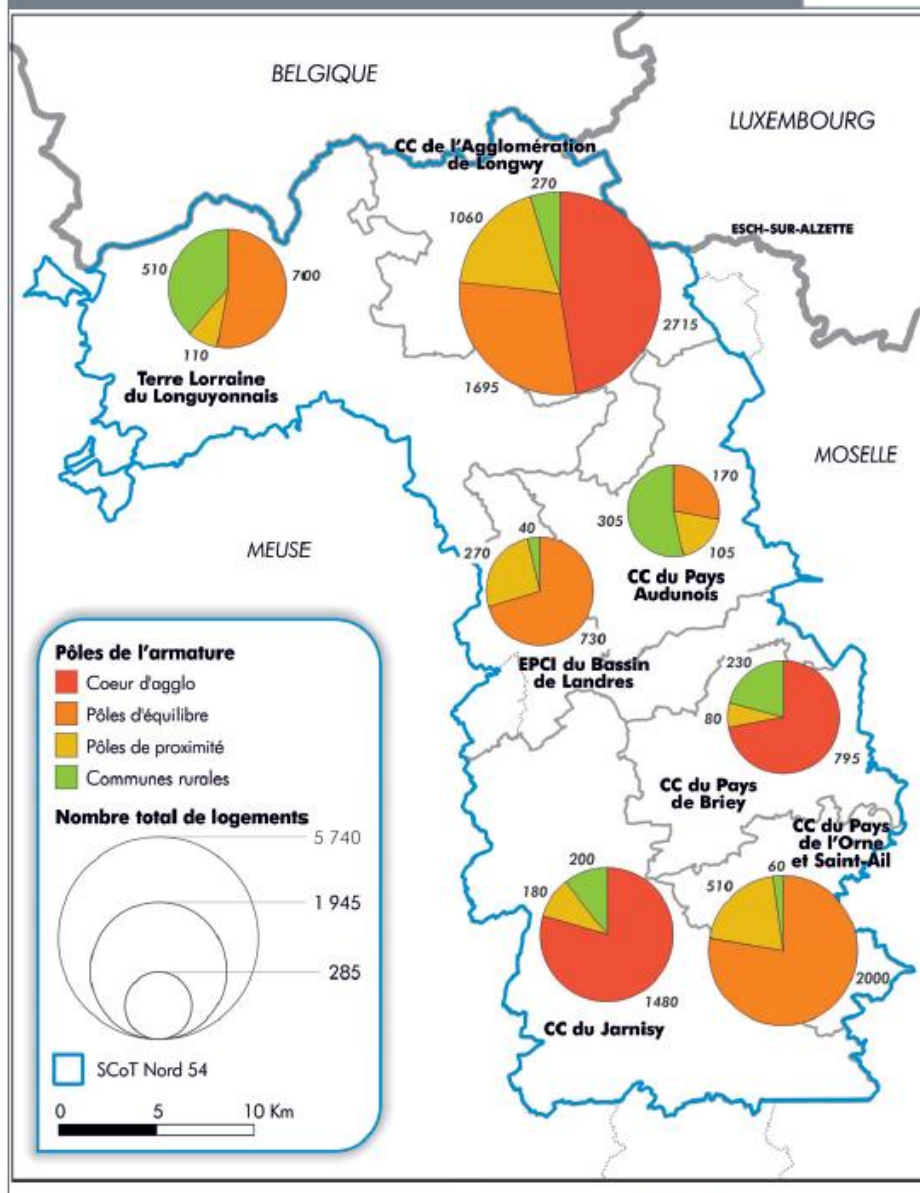 BELGIQUE
LUXEMBOURG
CC de l'Agglomération
de Longwy
270
1060
ESCH-SUR-ALZETTE
510
700
2715
110
1695
Terre Lorraine
du Longuyonnais
MOSELLE
170
305
105
MEUSE
40
270
CC du Pays
Audunois
730
EPCI du Bassin
de Landres
230
80
795
CC du Pays
de Briey
CC du Pays
de l'Orne
et Saint-Ail
200
180
60
510
1480
2000
CC du Jarnisy
Pôles de l'armature
Coeur d'agglo
Pôles d'équilibre
Pôles de proximité
Communes rurales
Nombre total de logements
5 740
1 945
285
SCoT Nord 54
0 5 10 Km